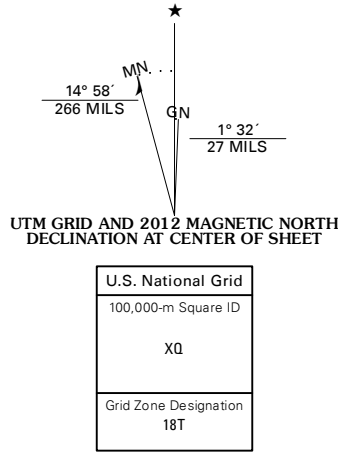 ★
MN
14° 58´
266 MILS
GN
1° 32´
27 MILS
UTM GRID AND 2012 MAGNETIC NORTH
DECLINATION AT CENTER OF SHEET
U.S. National Grid
100,000-m Square ID
XQ
Grid Zone Designation
18T